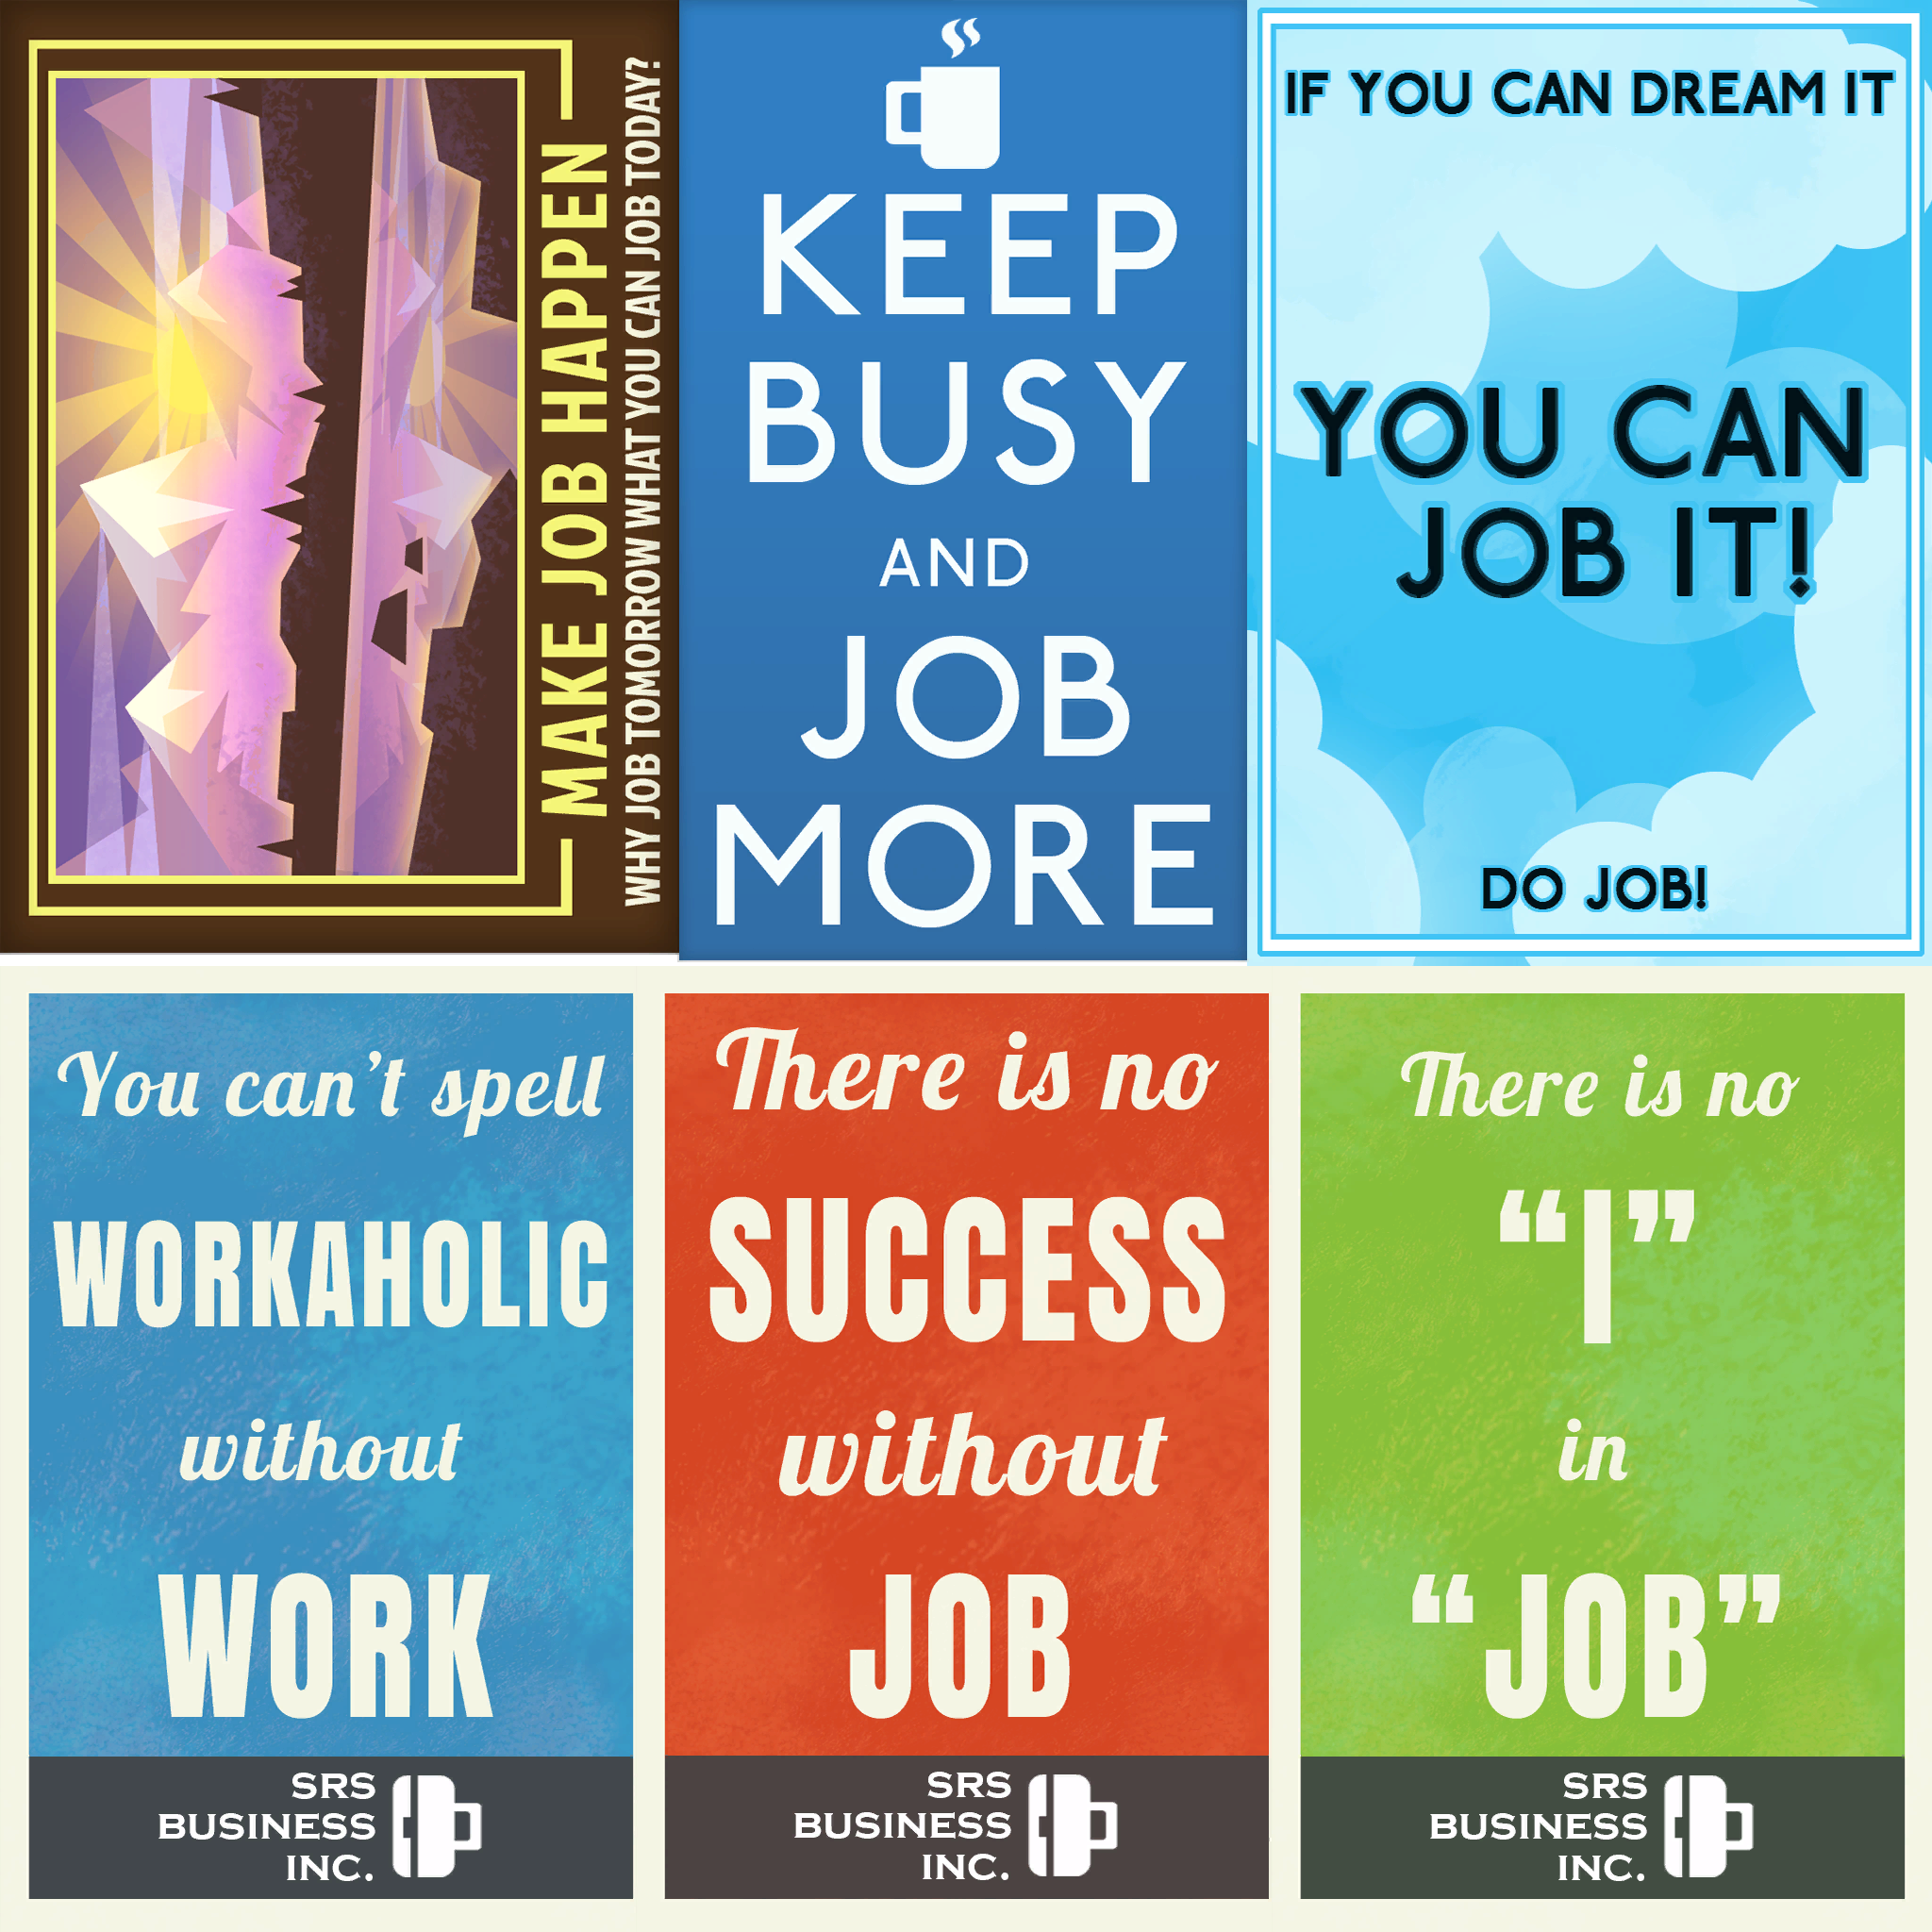 MAKE JOB HAPPEN
WHY JOB TOMORROW WHAT YOU CAN JOB TODAY?
KEEP
BUSY
AND
JOB
MORE
IF YOU CAN DREAM IT
YOU CAN
JOB IT!
DO JOB!
You can't spell
WORKAHOLIC
without
WORK
SRS
BUSINESS
INC.
There is no
SUCCESS
without
JOB
SRS
BUSINESS
INC.
There is no
“I”
in
“JOB”
SRS
BUSINESS
INC.